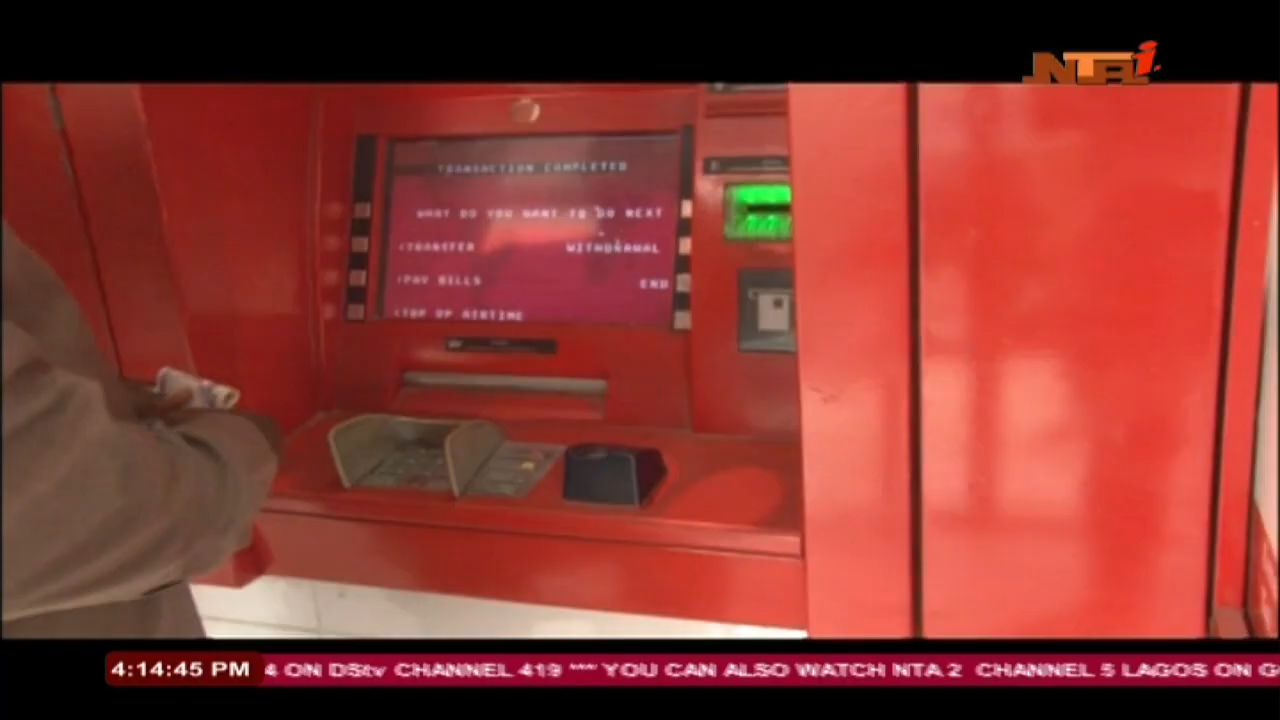 NTAi
TRANSACTION COMPLETED
WHAT DO YOU WANT TO DO NEXT
<TRANSFER WITHDRAWAL
<PAY BILLS END
<TOP UP AIRTIME
4:14:45 PM 4 ON DStv CHANNEL 419 *** YOU CAN ALSO WATCH NTA 2 CHANNEL 5 LAGOS ON G